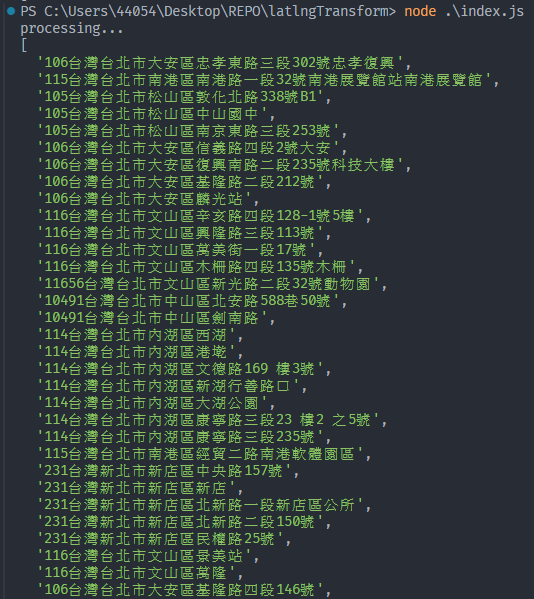 PS C:\Users\44054\Desktop\REPO\latlngTransform> node .\index.js
processing...
[
'106台灣台北市大安區忠孝東路三段302號忠孝復興',
'115台灣台北市南港區南港路一段32號南港展覽館站南港展覽館',
'105台灣台北市松山區敦化北路338號B1',
'105台灣台北市松山區中山國中',
'105台灣台北市松山區南京東路三段253號',
'106台灣台北市大安區信義路四段2號大安',
'106台灣台北市大安區復興南路二段235號科技大樓',
'106台灣台北市大安區基隆路二段212號',
'106台灣台北市大安區麟光站',
'116台灣台北市文山區辛亥路四段128-1號5樓',
'116台灣台北市文山區興隆路三段113號',
'116台灣台北市文山區萬美街一段17號',
'116台灣台北市文山區木柵路四段135號木柵',
'11656台灣台北市文山區新光路二段32號動物園',
'10491台灣台北市中山區北安路588巷50號',
'10491台灣台北市中山區劍南路',
'114台灣台北市內湖區西湖',
'114台灣台北市內湖區港墘',
'114台灣台北市內湖區文德路169 樓3號',
'114台灣台北市內湖區新湖行善路口',
'114台灣台北市內湖區大湖公園',
'114台灣台北市內湖區康寧路三段23 樓2 之5號',
'114台灣台北市內湖區康寧路三段235號',
'115台灣台北市南港區經貿二路南港軟體園區',
'231台灣新北市新店區中央路157號',
'231台灣新北市新店區新店',
'231台灣新北市新店區北新路一段新店區公所',
'231台灣新北市新店區北新路二段150號',
'231台灣新北市新店區民權路25號',
'116台灣台北市文山區景美站',
'116台灣台北市文山區萬隆',
'106台灣台北市大安區基隆路四段146號',